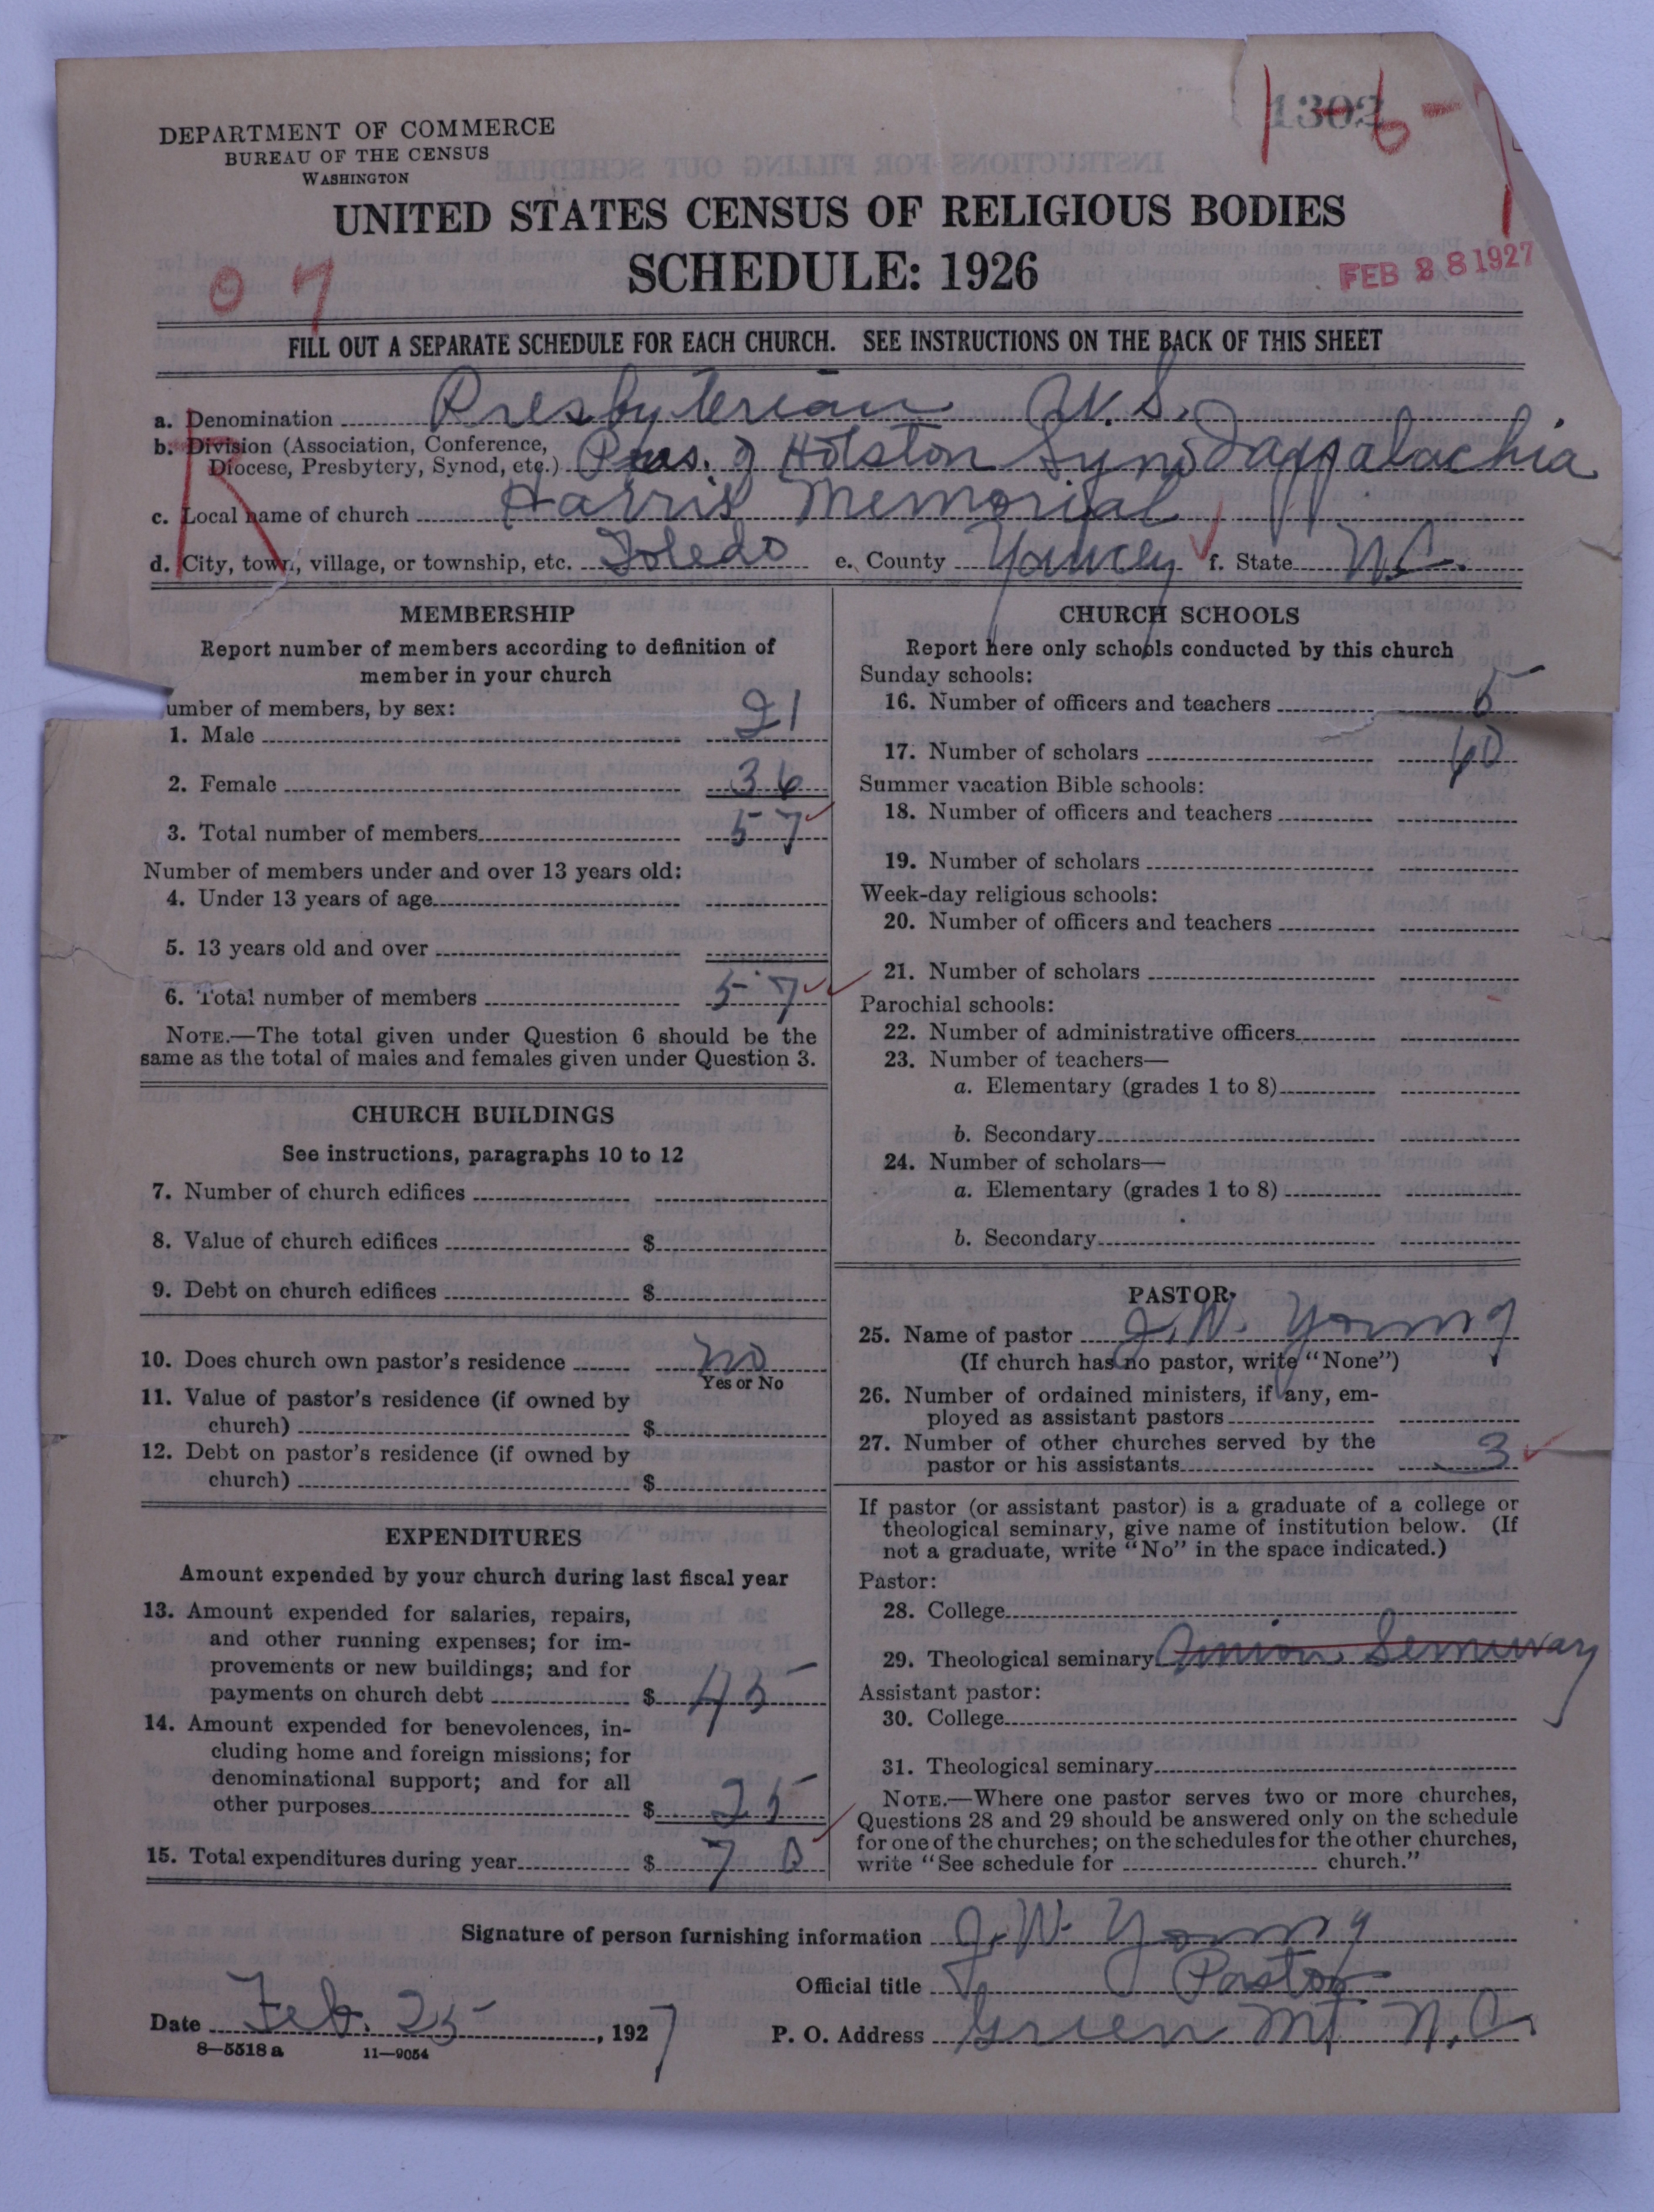 1302
1-6-
DEPARTMENT OF COMMERCE
BUREAU OF THE CENSUS
WASHINGTON
UNITED STATES CENSUS OF RELIGIOUS BODIES
SCHEDULE: 1926
FEB 28 1927
0 7
FILL OUT A SEPARATE SCHEDULE FOR EACH CHURCH. SEE INSTRUCTIONS ON THE BACK OF THIS SHEET
R
a. Denomination Presbyterian U.S.
b. Division (Association, Conference,
Diocese, Presbytery, Synod, etc.) Pres. of Holston Synod Appalachia
c. Local name of church Harris Memorial
d. City, town, village, or township, etc. Toledo e. County Yancey f. State N.C.
MEMBERSHIP
Report number of members according to definition of
member in your church
umber of members, by sex:
1. Male 21
2. Female 36
3. Total number of members 57
Number of members under and over 13 years old:
4. Under 13 years of age
5. 13 years old and over
6. Total number of members 57
NOTE.—The total given under Question 6 should be the
same as the total of males and females given under Question 3.
CHURCH BUILDINGS
See instructions, paragraphs 10 to 12
7. Number of church edifices
8. Value of church edifices $
9. Debt on church edifices $
10. Does church own pastor's residence no
Yes or No
11. Value of pastor's residence (if owned by
church) $
12. Debt on pastor's residence (if owned by
church) $
EXPENDITURES
Amount expended by your church during last fiscal year
13. Amount expended for salaries, repairs,
and other running expenses; for im-
provements or new buildings; and for
payments on church debt $ 45
14. Amount expended for benevolences, in-
cluding home and foreign missions; for
denominational support; and for all
other purposes $ 25
15. Total expenditures during year $ 70
CHURCH SCHOOLS
Report here only schools conducted by this church
Sunday schools:
16. Number of officers and teachers 5
17. Number of scholars 60
Summer vacation Bible schools:
18. Number of officers and teachers
19. Number of scholars
Week-day religious schools:
20. Number of officers and teachers
21. Number of scholars
Parochial schools:
22. Number of administrative officers
23. Number of teachers—
a. Elementary (grades 1 to 8)
b. Secondary
24. Number of scholars—
a. Elementary (grades 1 to 8)
b. Secondary
PASTOR
25. Name of pastor J. W. Young
(If church has no pastor, write "None")
26. Number of ordained ministers, if any, em-
ployed as assistant pastors
27. Number of other churches served by the
pastor or his assistants 3
If pastor (or assistant pastor) is a graduate of a college or
theological seminary, give name of institution below. (If
not a graduate, write "No" in the space indicated.)
Pastor:
28. College
29. Theological seminary Union Seminary
Assistant pastor:
30. College
31. Theological seminary
NOTE.—Where one pastor serves two or more churches,
Questions 28 and 29 should be answered only on the schedule
for one of the churches; on the schedules for the other churches,
write "See schedule for church."
Signature of person furnishing information J. W. Young
Official title Pastor
Date Feb. 25, 1927 P. O. Address Green Mt N.C.
8—5518 a 11—9054